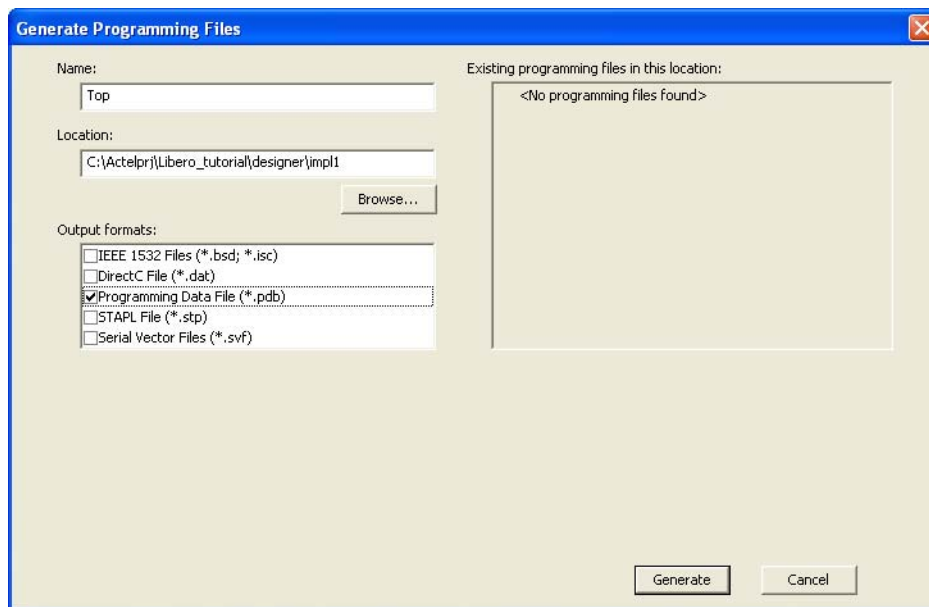 Generate Programming Files
Name:
Top
Location:
C:\Actelprj\Libero_tutorial\designer\impl1
Browse...
Output formats:
IEEE 1532 Files (*.bsd; *.isc)
DirectC File (*.dat)
Programming Data File (*.pdb)
STAPL File (*.stp)
Serial Vector Files (*.svf)
Existing programming files in this location:
<No programming files found>
Generate
Cancel